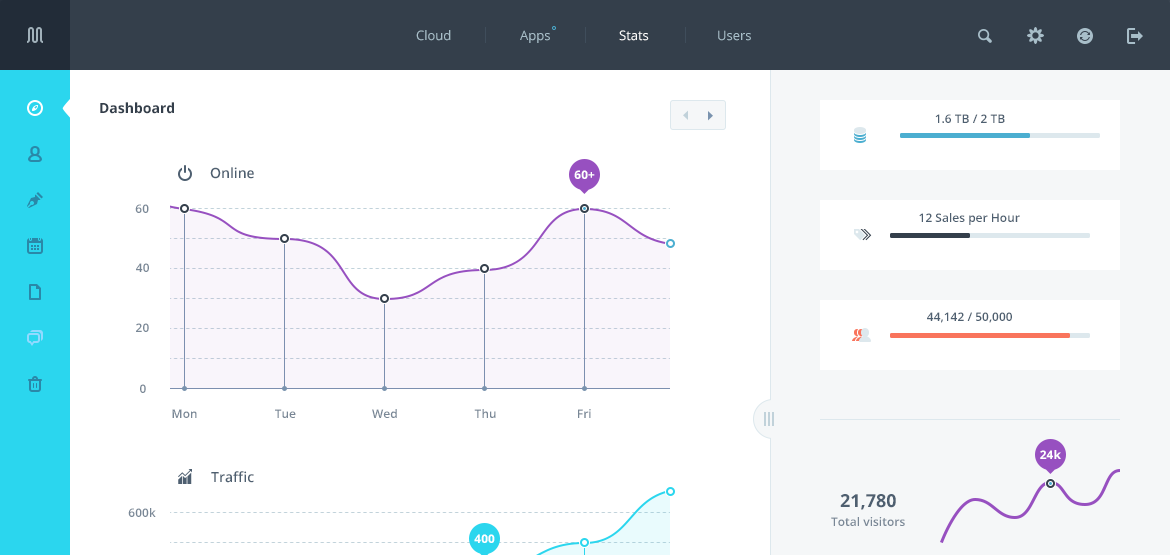 Cloud
Apps
Stats
Users
Dashboard
Online
60+
60
40
20
0
Mon
Tue
Wed
Thu
Fri
Traffic
600k
400
1.6 TB / 2 TB
12 Sales per Hour
44,142 / 50,000
24k
21,780
Total visitors